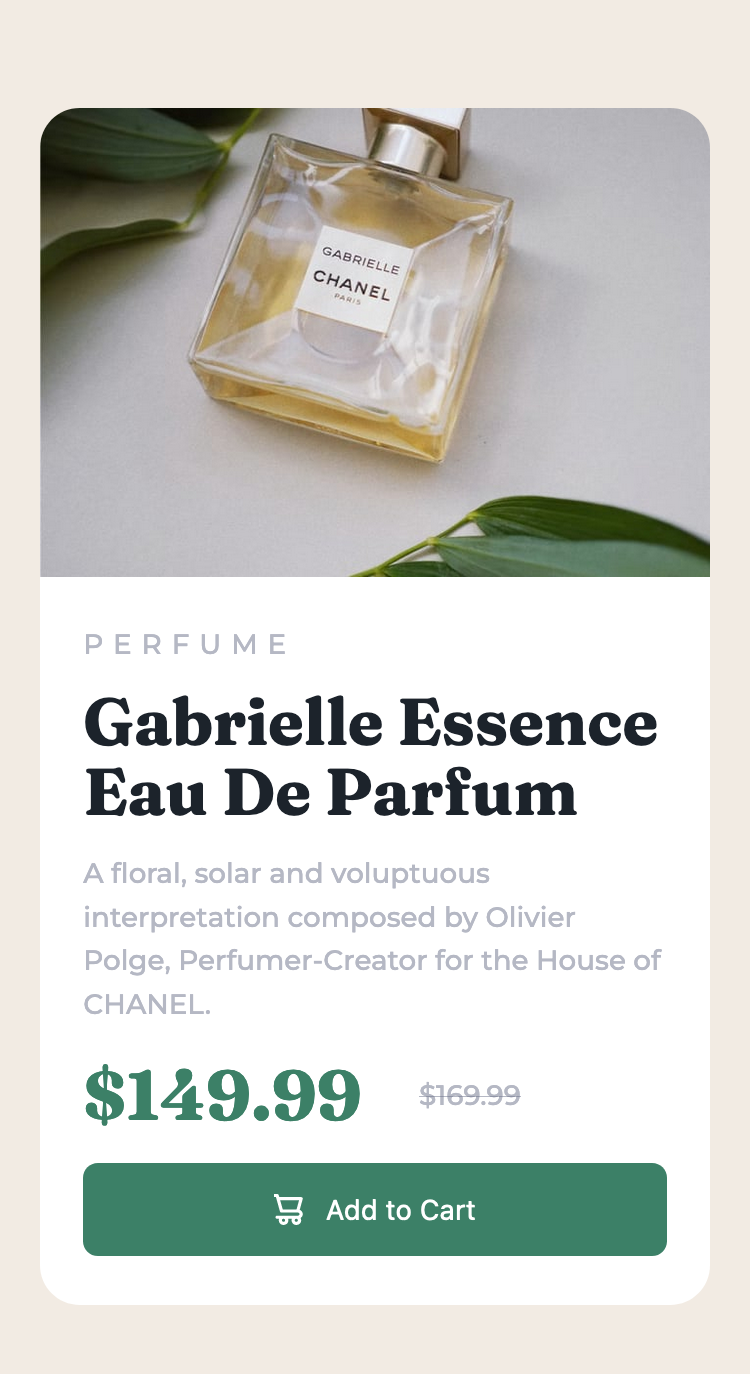 GABRIELLE
CHANEL
PARIS
PERFUME
Gabrielle Essence
Eau De Parfum
A floral, solar and voluptuous
interpretation composed by Olivier
Polge, Perfumer-Creator for the House of
CHANEL.
$149.99 $169.99
Add to Cart